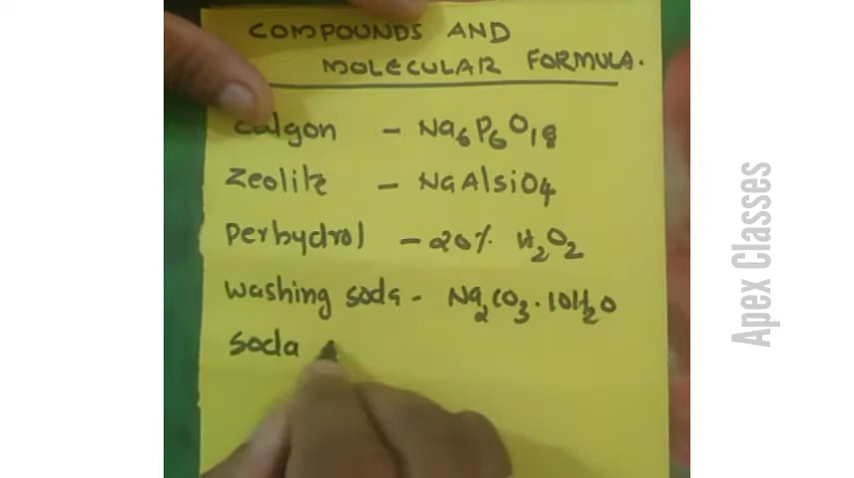 COMPOUNDS AND
MOLECULAR FORMULA.
Calgon - Na6P6O18
Zeolite - NaAlsiO4
Perhydrol - 20% H2O2
Washing soda - Na2CO3.10H2O
Soda
Apex Classes